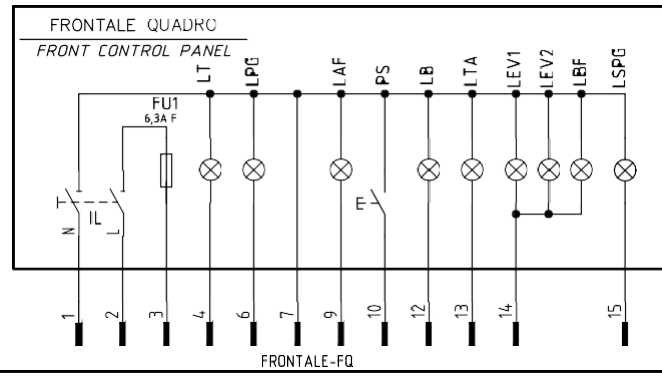 FRONTALE QUADRO
FRONT CONTROL PANEL
LT
LPG
LAF
PS
LB
LTA
LEV1
LEV2
LBF
LSPG
FU1
6,3A F
IL
N
L
1
2
3
4
6
7
9
10
12
13
14
15
FRONTALE-FQ